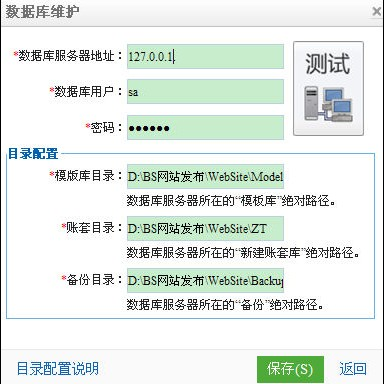 数据库维护
*数据库服务器地址： 127.0.0.1
测试
*数据库用户： sa
*密码： ●●●●●●
目录配置
*模版库目录： D:\BS网站发布\WebSite\Model
数据库服务器所在的“模板库”绝对路径。
*账套目录： D:\BS网站发布\WebSite\ZT
数据库服务器所在的“新建账套库”绝对路径。
*备份目录： D:\BS网站发布\WebSite\Backup
数据库服务器所在的“备份”绝对路径。
目录配置说明 保存(S) 返回